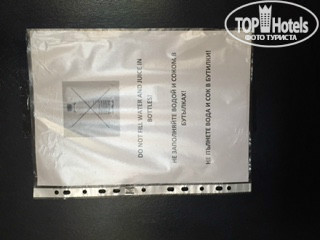 TOP Hotels
ФОТО ТУРИСТА
DO NOT FILL WATER AND JUICE IN
BOTTLES!
НЕ ЗАПОЛНЯЙТЕ ВОДОЙ И СОКОМ В
БУТЫЛКАХ!
НЕ ПЪЛНЕТЕ ВОДА И СОК В БУТИЛКИ!